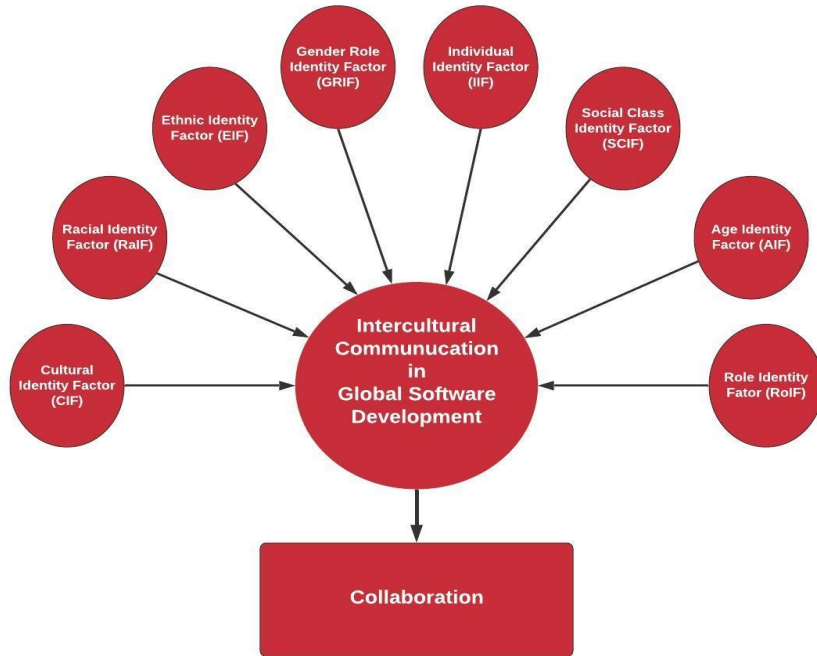 Gender Role
Identity Factor
(GRIF)
Individual
Identity Factor
(IIF)
Ethnic Identity
Factor (EIF)
Social Class
Identity Factor
(SCIF)
Racial Identity
Factor (RaIF)
Age Identity
Factor (AIF)
Intercultural
Communucation
in
Global Software
Development
Cultural
Identity Factor
(CIF)
Role Identity
Fator (RoIF)
Collaboration